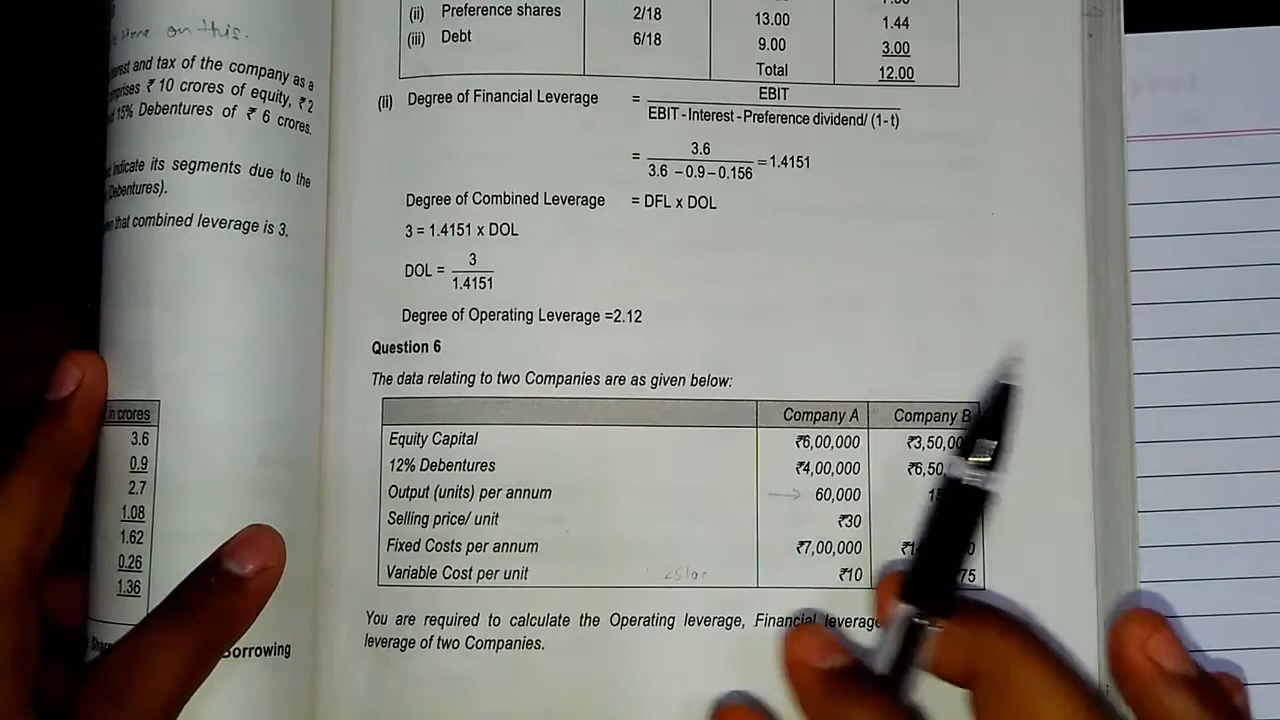 time on this.
and tax of the company as a
₹ 10 crores of equity, ₹ 2
15% Debentures of ₹ 6 crores.
indicate its segments due to the
Debentures).
that combined leverage is 3.
in crores
3.6
0.9
2.7
1.08
1.62
0.26
1.36
Borrowing
(ii) Preference shares 2/18 13.00 1.44
(iii) Debt 6/18 9.00 3.00
Total 12.00
(ii) Degree of Financial Leverage = EBIT
EBIT - Interest - Preference dividend/ (1-t)
= 3.6
3.6 – 0.9 – 0.156 = 1.4151
Degree of Combined Leverage = DFL x DOL
3 = 1.4151 x DOL
DOL = 3
1.4151
Degree of Operating Leverage =2.12
Question 6
The data relating to two Companies are as given below:
Company A Company B
Equity Capital ₹6,00,000
12% Debentures ₹4,00,000
Output (units) per annum → 60,000
Selling price/ unit ₹30
Fixed Costs per annum ₹7,00,000
Variable Cost per unit ₹10
You are required to calculate the Operating leverage, Financial leverage
leverage of two Companies.